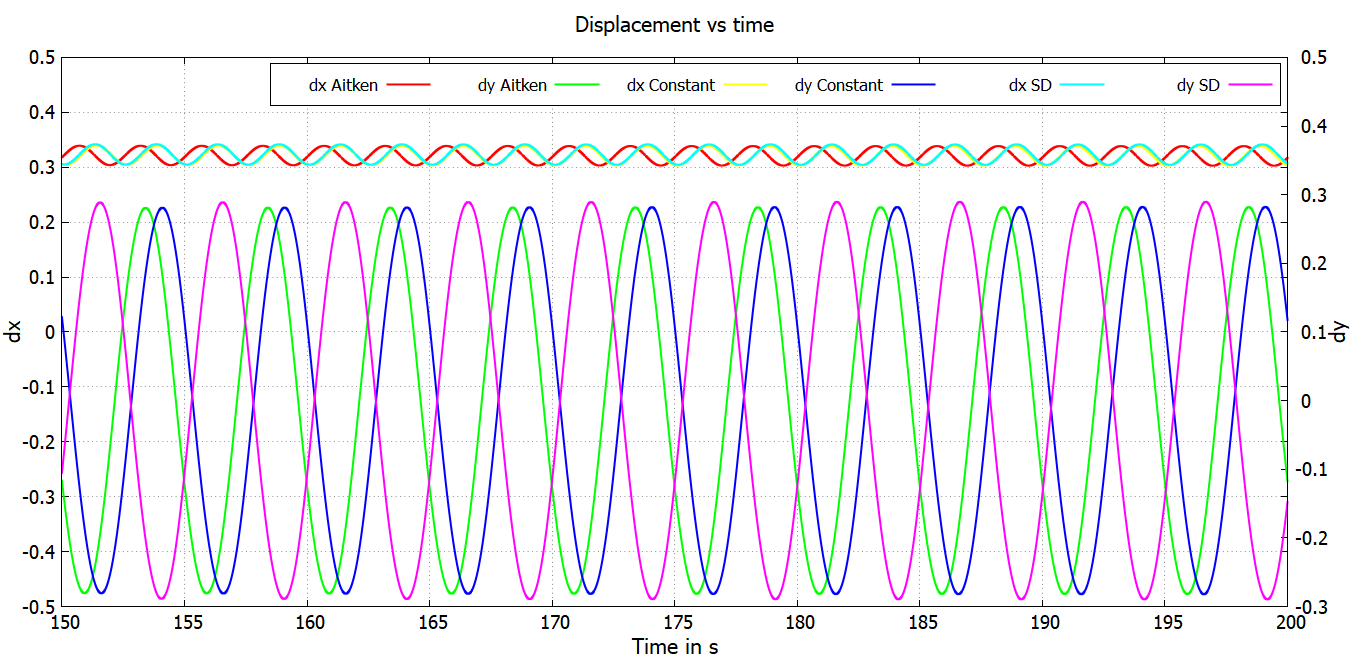 Displacement vs time
dx Aitken dy Aitken dx Constant dy Constant dx SD dy SD
0.5 0.5
0.4 0.4
0.3
0.3
0.2
0.2
0.1
0 0.1
-0.1 0
-0.2
-0.1
-0.3
-0.2
-0.4
-0.5 -0.3
dx
dy
150 155 160 165 170 175 180 185 190 195 200
Time in s